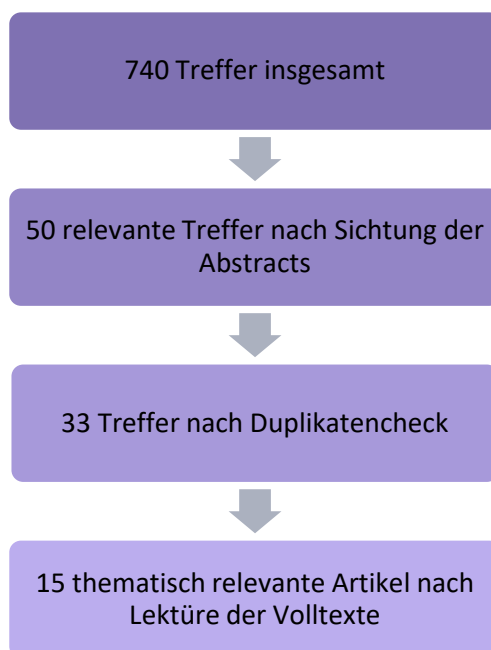 740 Treffer insgesamt
50 relevante Treffer nach Sichtung der
Abstracts
33 Treffer nach Duplikatencheck
15 thematisch relevante Artikel nach
Lektüre der Volltexte